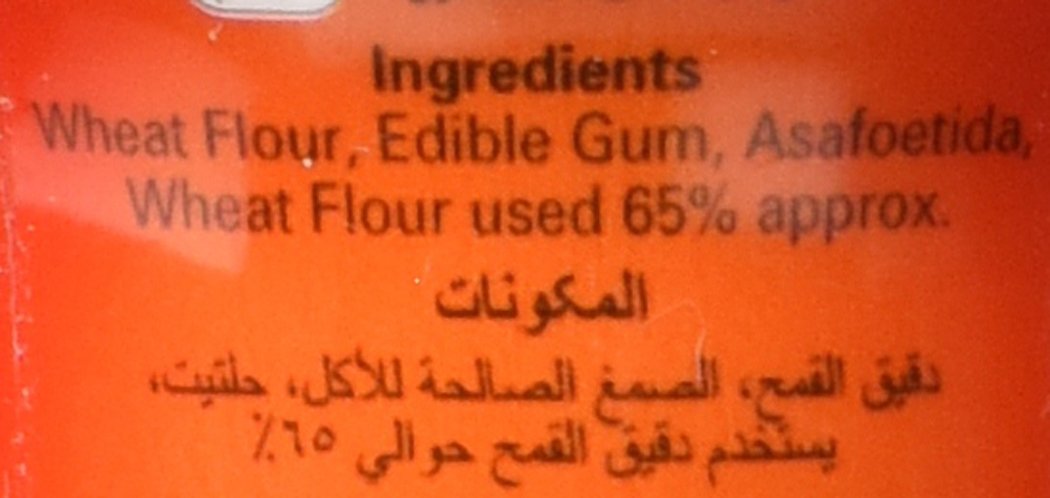 Ingredients
Wheat Flour, Edible Gum, Asafoetida,
Wheat Flour used 65% approx.
المكونات
دقيق القمح، الصمغ الصالحة للأكل، حلتيت،
يستخدم دقيق القمح حوالي ٦٥٪